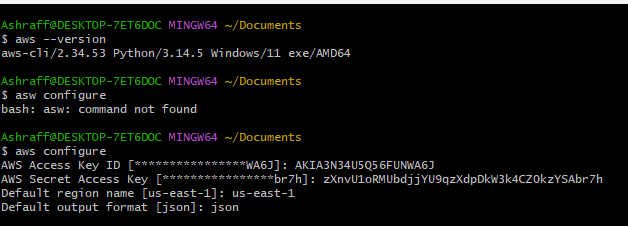 Ashraff@DESKTOP-7ET6DOC MINGW64 ~/Documents
$ aws --version
aws-cli/2.34.53 Python/3.14.5 Windows/11 exe/AMD64
Ashraff@DESKTOP-7ET6DOC MINGW64 ~/Documents
$ asw configure
bash: asw: command not found
Ashraff@DESKTOP-7ET6DOC MINGW64 ~/Documents
$ aws configure
AWS Access Key ID [****************WA6J]: AKIA3N34U5Q56FUNWA6J
AWS Secret Access Key [****************br7h]: 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
Default region name [us-east-1]: us-east-1
Default output format [json]: json